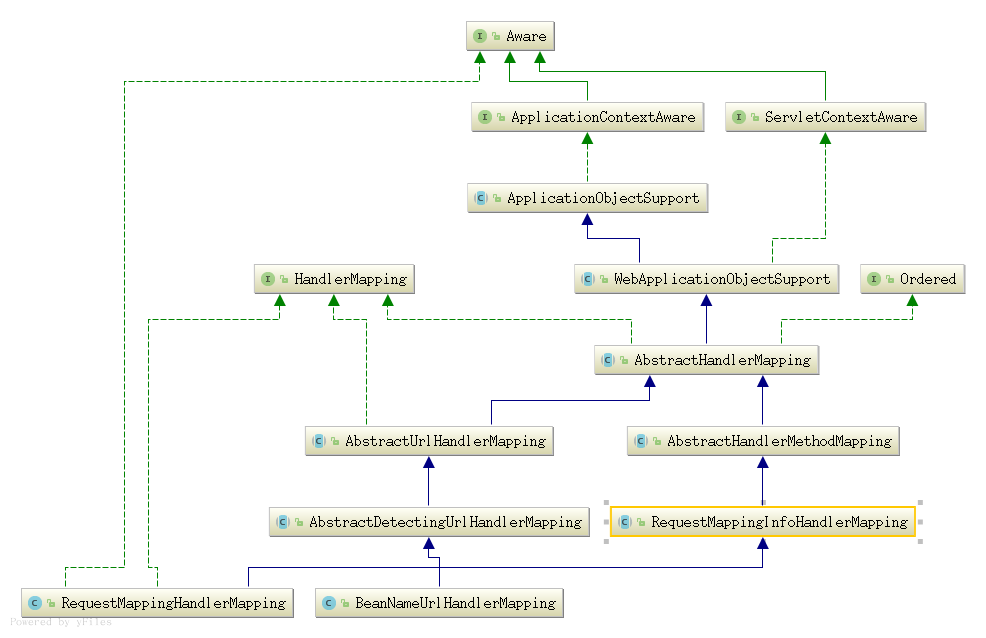 Aware
ApplicationContextAware
ServletContextAware
ApplicationObjectSupport
HandlerMapping
WebApplicationObjectSupport
Ordered
AbstractHandlerMapping
AbstractUrlHandlerMapping
AbstractHandlerMethodMapping
AbstractDetectingUrlHandlerMapping
RequestMappingInfoHandlerMapping
RequestMappingHandlerMapping
BeanNameUrlHandlerMapping
Powered by yFiles